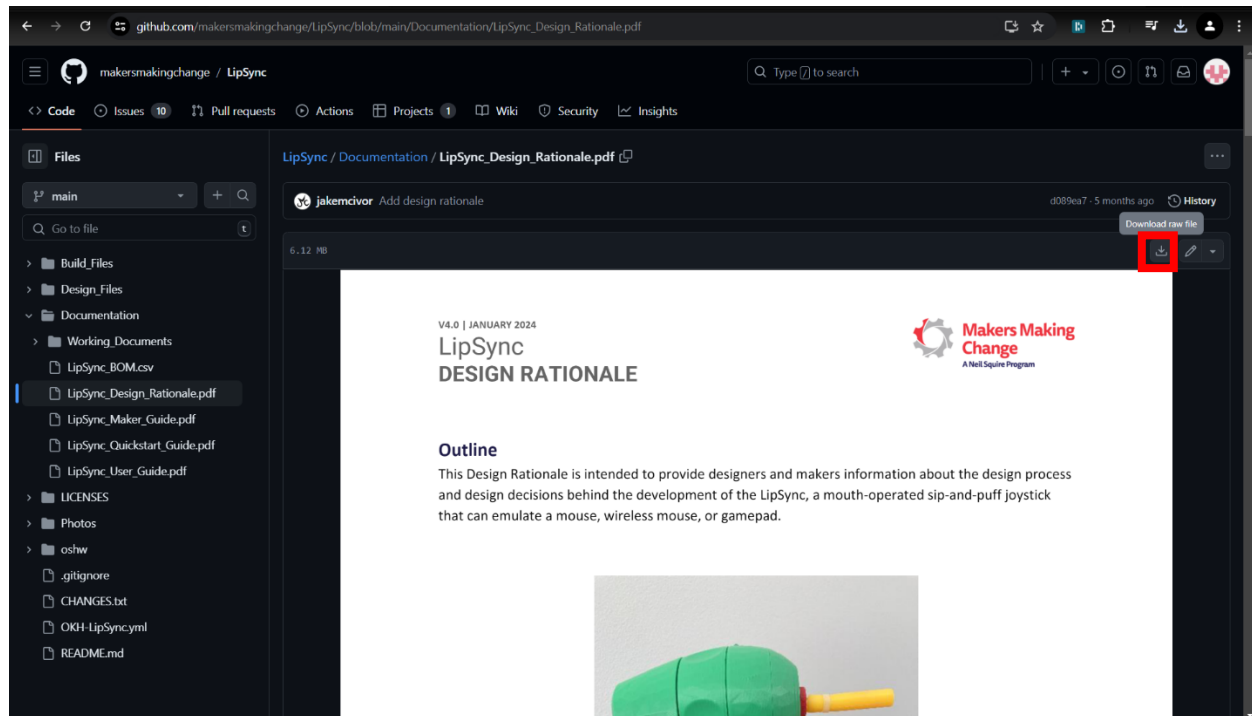 github.com/makersmakingchange/LipSync/blob/main/Documentation/LipSync_Design_Rationale.pdf
makersmakingchange / LipSync
Type / to search
<> Code Issues 10 Pull requests Actions Projects 1 Wiki Security Insights
Files
main
Go to file t
Build_Files
Design_Files
Documentation
Working_Documents
LipSync_BOM.csv
LipSync_Design_Rationale.pdf
LipSync_Maker_Guide.pdf
LipSync_Quickstart_Guide.pdf
LipSync_User_Guide.pdf
LICENSES
Photos
oshw
.gitignore
CHANGES.txt
OKH-LipSync.yml
README.md
LipSync / Documentation / LipSync_Design_Rationale.pdf
jakemcivor Add design rationale d089ea7 · 5 months ago History
Download raw file
6.12 MB
V4.0 | JANUARY 2024
LipSync
DESIGN RATIONALE
Makers Making
Change
A Neil Squire Program
Outline
This Design Rationale is intended to provide designers and makers information about the design process
and design decisions behind the development of the LipSync, a mouth-operated sip-and-puff joystick
that can emulate a mouse, wireless mouse, or gamepad.